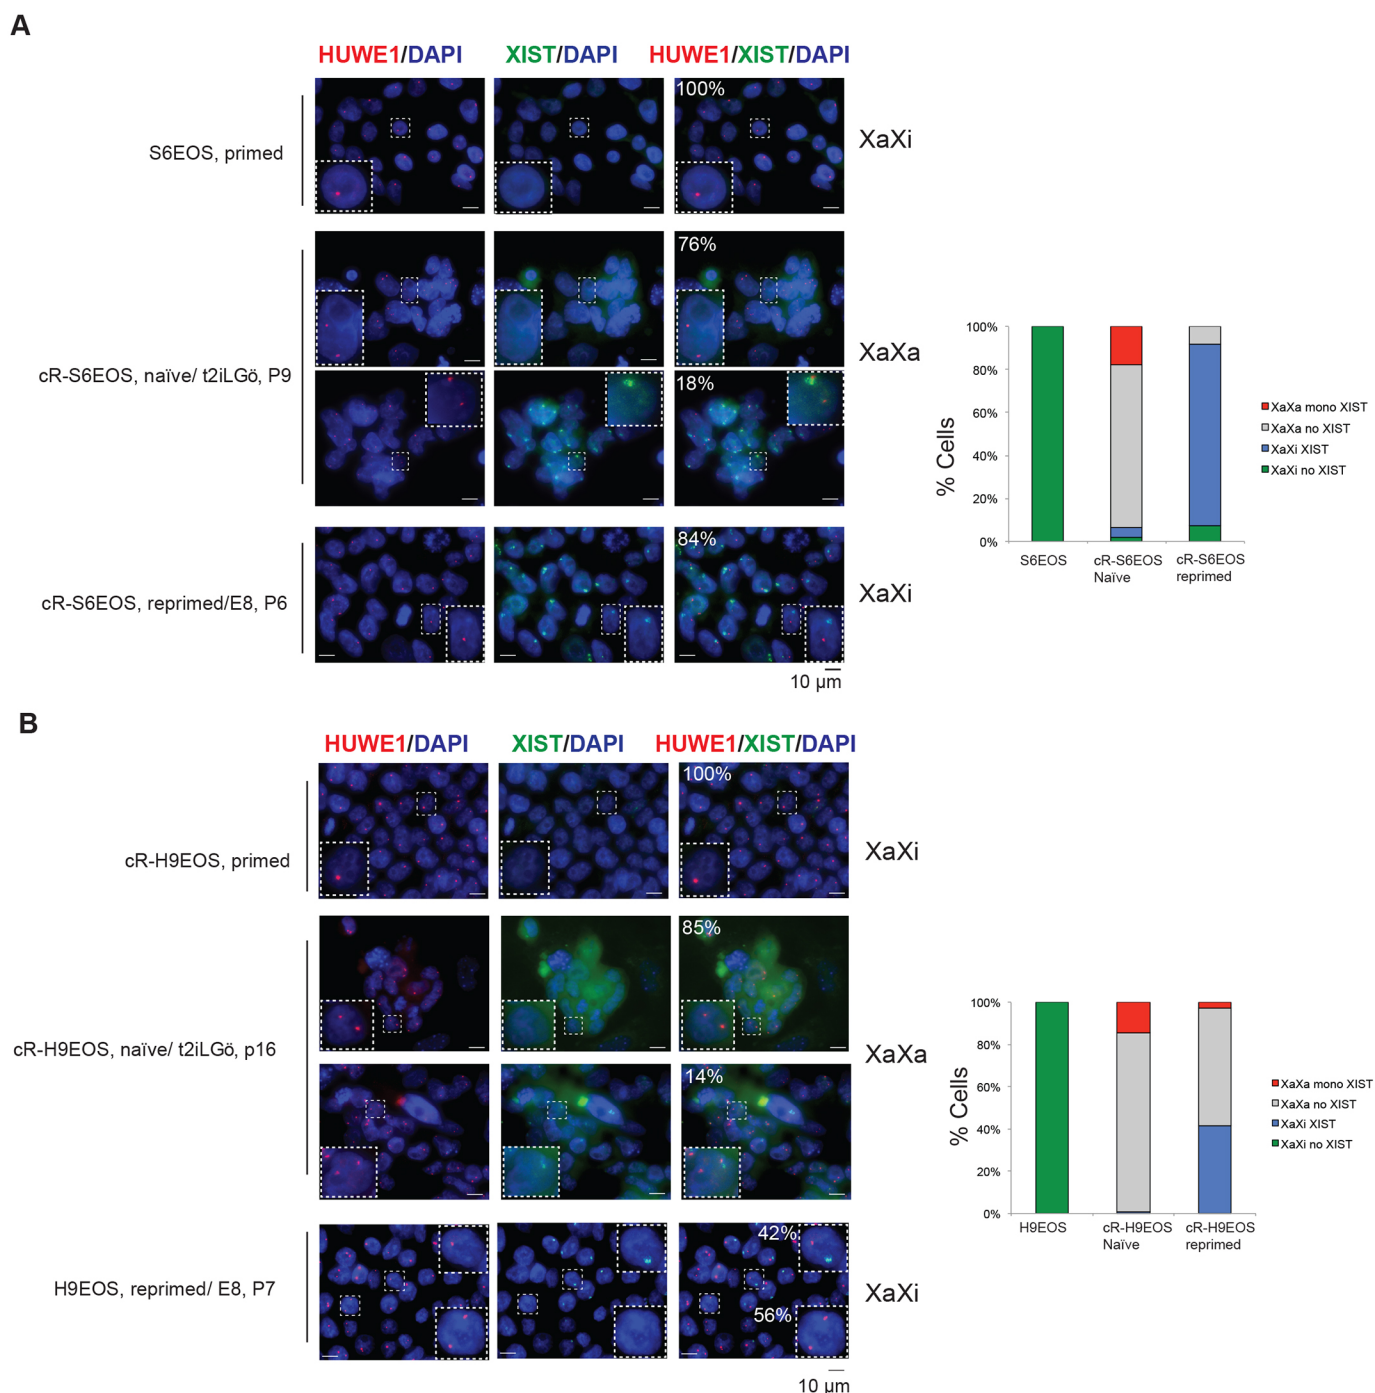 A
HUWE1/DAPI XIST/DAPI HUWE1/XIST/DAPI
S6EOS, primed
100%
XaXi
cR-S6EOS, naïve/ t2iLGö, P9
76%
18%
XaXa
cR-S6EOS, reprimed/E8, P6
84%
XaXi
10 µm
% Cells
100%
80%
60%
40%
20%
0%
S6EOS
cR-S6EOS
Naïve
cR-S6EOS
reprimed
XaXa mono XIST
XaXa no XIST
XaXi XIST
XaXi no XIST
B
HUWE1/DAPI XIST/DAPI HUWE1/XIST/DAPI
cR-H9EOS, primed
100%
XaXi
cR-H9EOS, naïve/ t2iLGö, p16
85%
14%
XaXa
H9EOS, reprimed/ E8, P7
42%
56%
XaXi
10 µm
% Cells
100%
80%
60%
40%
20%
0%
H9EOS
cR-H9EOS
Naïve
cR-H9EOS
reprimed
XaXa mono XIST
XaXa no XIST
XaXi XIST
XaXi no XIST